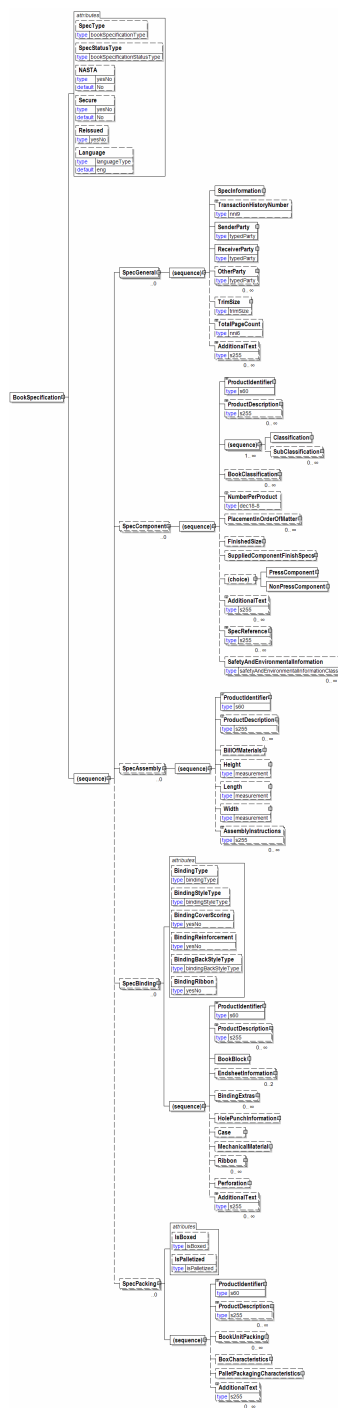 attributes
SpecType
type bookSpecificationType
SpecStatusType
type bookSpecificationStatusType
NASTA
type yesNo
default No
Secure
type yesNo
default No
Reissued
type yesNo
Language
type languageType
default eng
BookSpecification
(sequence)
SpecGeneral
..0
(sequence)
SpecInformation
TransactionHistoryNumber
type nni6
SenderParty
type typedParty
ReceiverParty
type typedParty
OtherParty
type typedParty
0..∞
TrimSize
type trimSize
TotalPageCount
type nni6
AdditionalText
type s255
0..∞
SpecComponent
..0
(sequence)
ProductIdentifier
type s60
ProductDescription
type s255
0..∞
(sequence)
1..∞
Classification
SubClassification
0..∞
BookClassification
0..∞
NumberPerProduct
type dec16-8
PlacementInOrderOfMatter
0..∞
FinishedSize
SuppliedComponentFinishSpecs
(choice)
PressComponent
NonPressComponent
AdditionalText
type s255
0..∞
SpecReference
type s255
0..∞
SafetyAndEnvironmentalInformation
type safetyAndEnvironmentalInformationClass
0..∞
SpecAssembly
..0
(sequence)
ProductIdentifier
type s60
ProductDescription
type s255
0..∞
BillOfMaterials
Height
type measurement
Length
type measurement
Width
type measurement
AssemblyInstructions
type s255
0..∞
SpecBinding
..0
attributes
BindingType
type bindingType
BindingStyleType
type bindingStyleType
BindingCoverScoring
type yesNo
BindingReinforcement
type yesNo
BindingBackStyleType
type bindingBackStyleType
BindingRibbon
type yesNo
(sequence)
ProductIdentifier
type s60
ProductDescription
type s255
0..∞
BookBlock
EndsheetInformation
0..2
BindingExtras
0..∞
HolePunchInformation
Case
MechanicalMaterial
Ribbon
0..∞
Perforation
AdditionalText
type s255
0..∞
SpecPacking
..0
attributes
IsBoxed
type isBoxed
IsPalletized
type isPalletized
(sequence)
ProductIdentifier
type s60
ProductDescription
type s255
0..∞
BookUnitPacking
0..∞
BoxCharacteristics
PalletPackagingCharacteristics
AdditionalText
type s255
0..∞